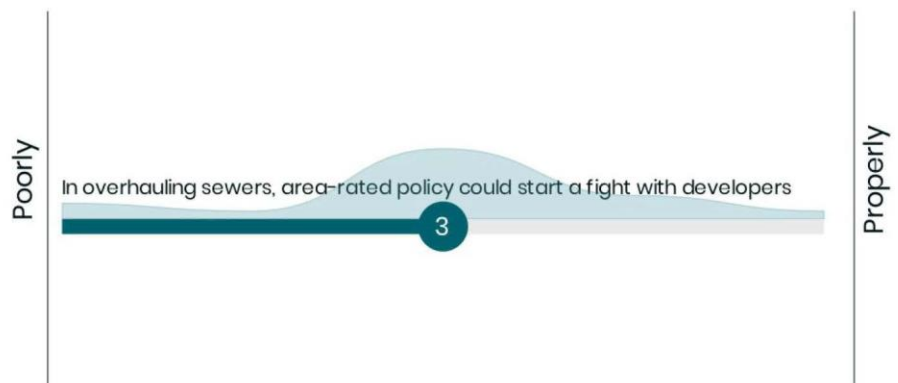 Poorly
In overhauling sewers, area-rated policy could start a fight with developers
3
Properly